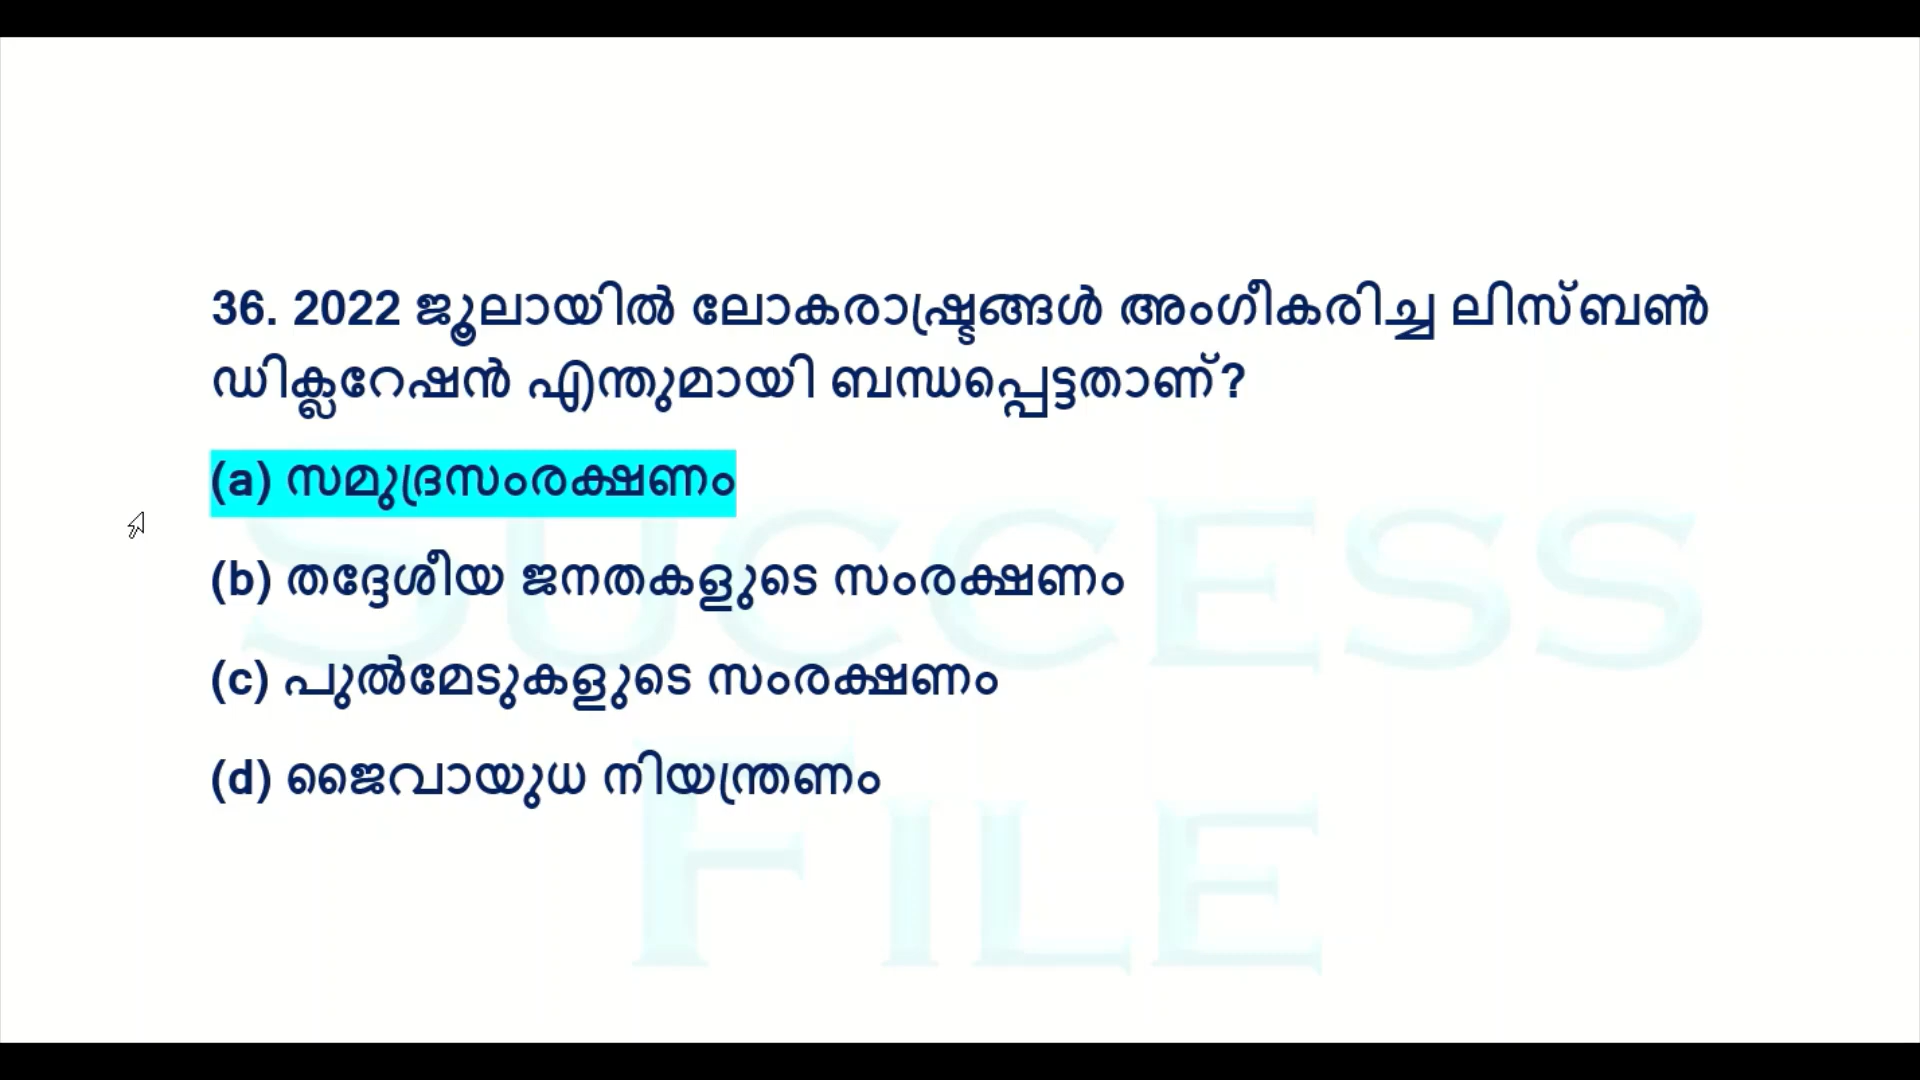 36. 2022 ജൂലായിൽ ലോകരാഷ്ട്രങ്ങൾ അംഗീകരിച്ച ലിസ്ബൺ
ഡിക്ലറേഷൻ എന്തുമായി ബന്ധപ്പെട്ടതാണ്?
(a) സമുദ്രസംരക്ഷണം
(b) തദ്ദേശീയ ജനതകളുടെ സംരക്ഷണം
(c) പുൽമേടുകളുടെ സംരക്ഷണം
(d) ജൈവായുധ നിയന്ത്രണം
SUCCESS
FILE